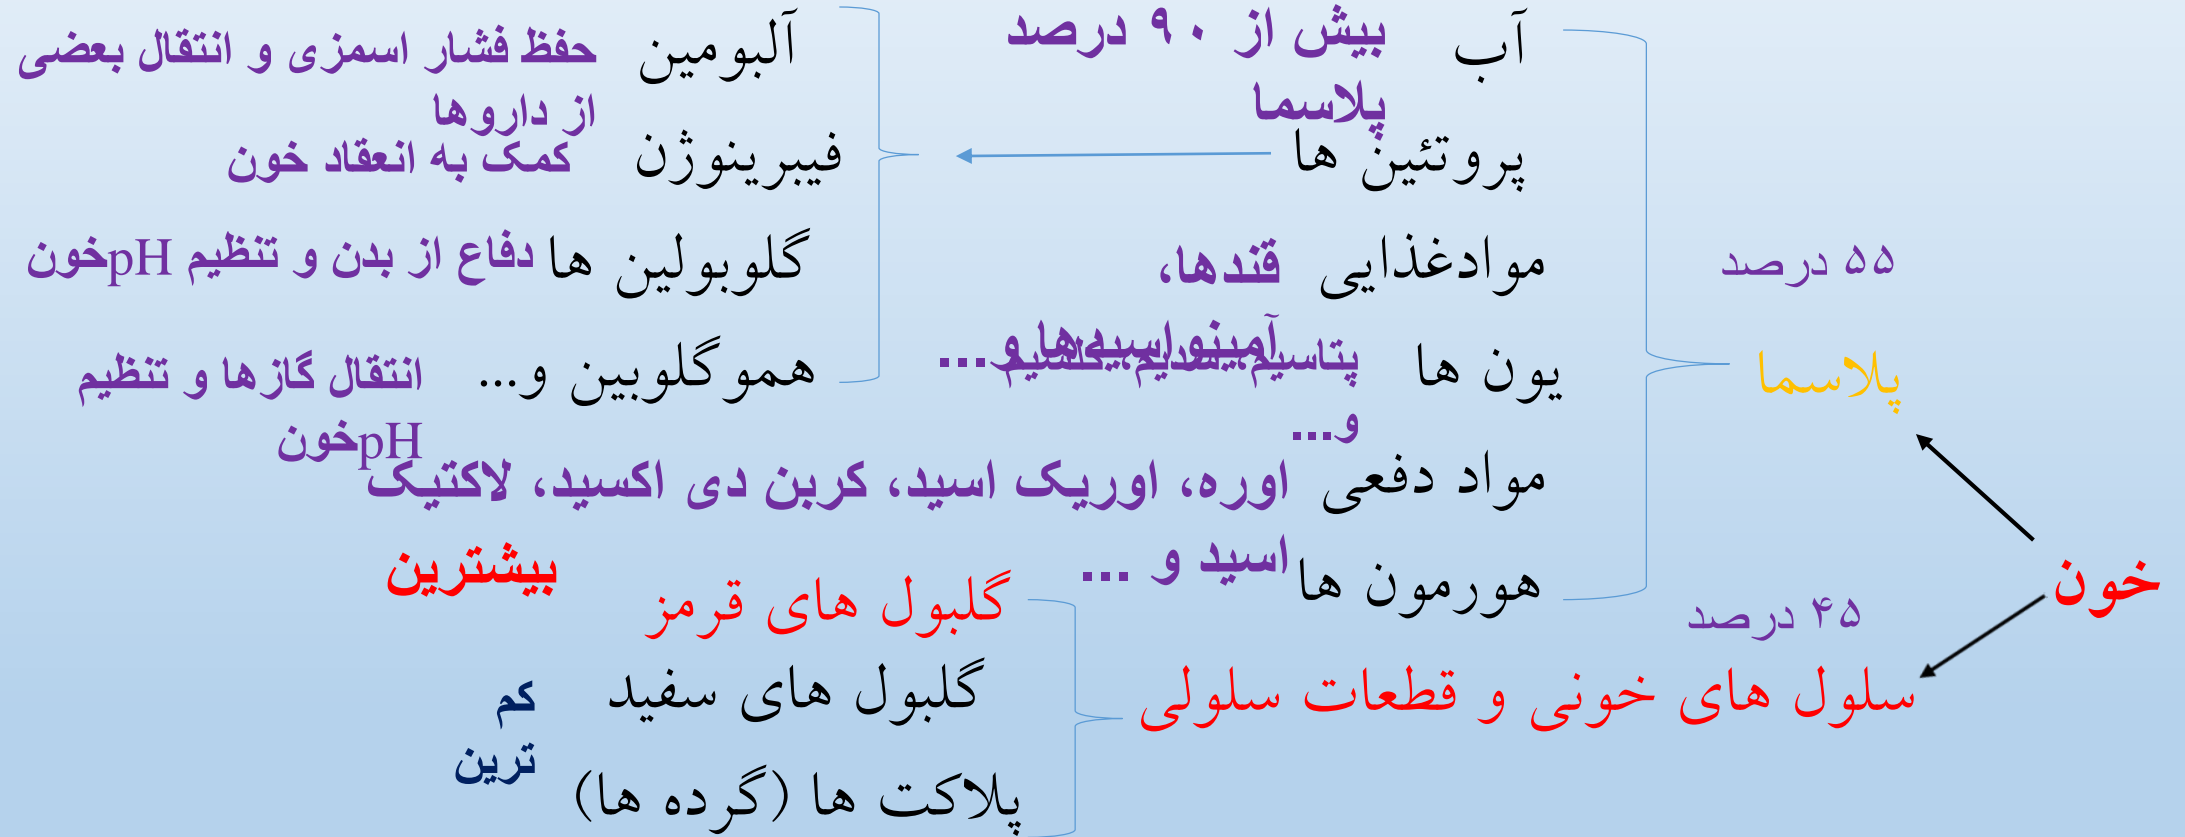 خون
۵۵ درصد
پلاسما
آب
بیش از ۹۰ درصد
پلاسما
پروتئین ها
آلبومین
حفظ فشار اسمزی و انتقال بعضی
از داروها
فیبرینوژن
کمک به انعقاد خون
گلوبولین ها
دفاع از بدن و تنظیم pHخون
هموگلوبین و...
انتقال گازها و تنظیم
pHخون
موادغذایی
قندها،
آمینواسیدها و...
یون ها
پتاسیم، سدیم، کلسیم
و...
مواد دفعی
اوره، اوریک اسید، کربن دی اکسید، لاکتیک
اسید و ...
هورمون ها
۴۵ درصد
سلول های خونی و قطعات سلولی
گلبول های قرمز
بیشترین
گلبول های سفید
کم
ترین
پلاکت ها (گرده ها)